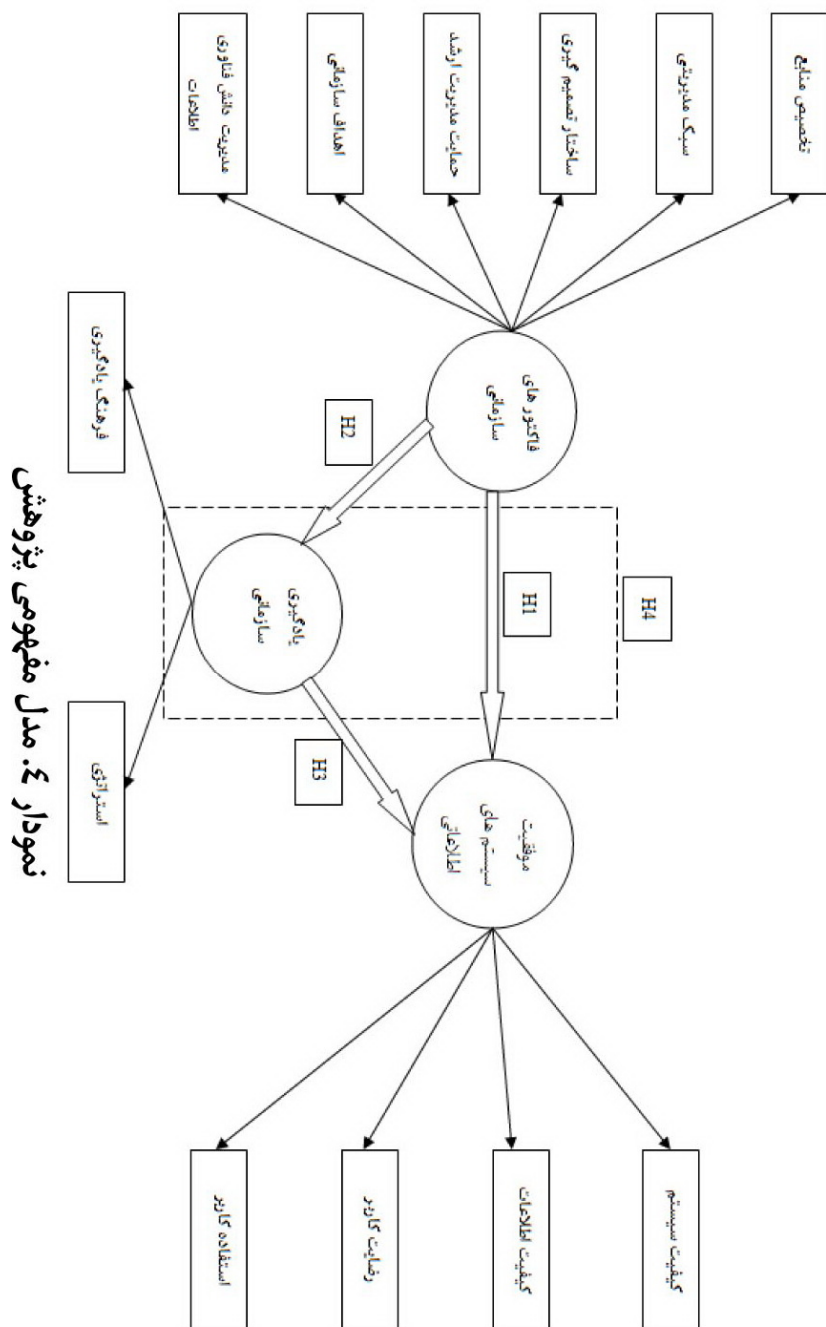 تخصیص منابع
سبک مدیریتی
ساختار تصمیم گیری
حمایت مدیریت ارشد
اهداف سازمانی
مدیریت دانش فناوری
اطلاعات
فاکتور های
سازمانی
H1
H2
H3
H4
یادگیری
سازمانی
فرهنگ یادگیری
استراتژی
موفقیت
سیستم های
اطلاعاتی
کیفیت سیستم
کیفیت اطلاعات
رضایت کاربر
استفاده کاربر
نمودار ٤. مدل مفهومی پژوهش